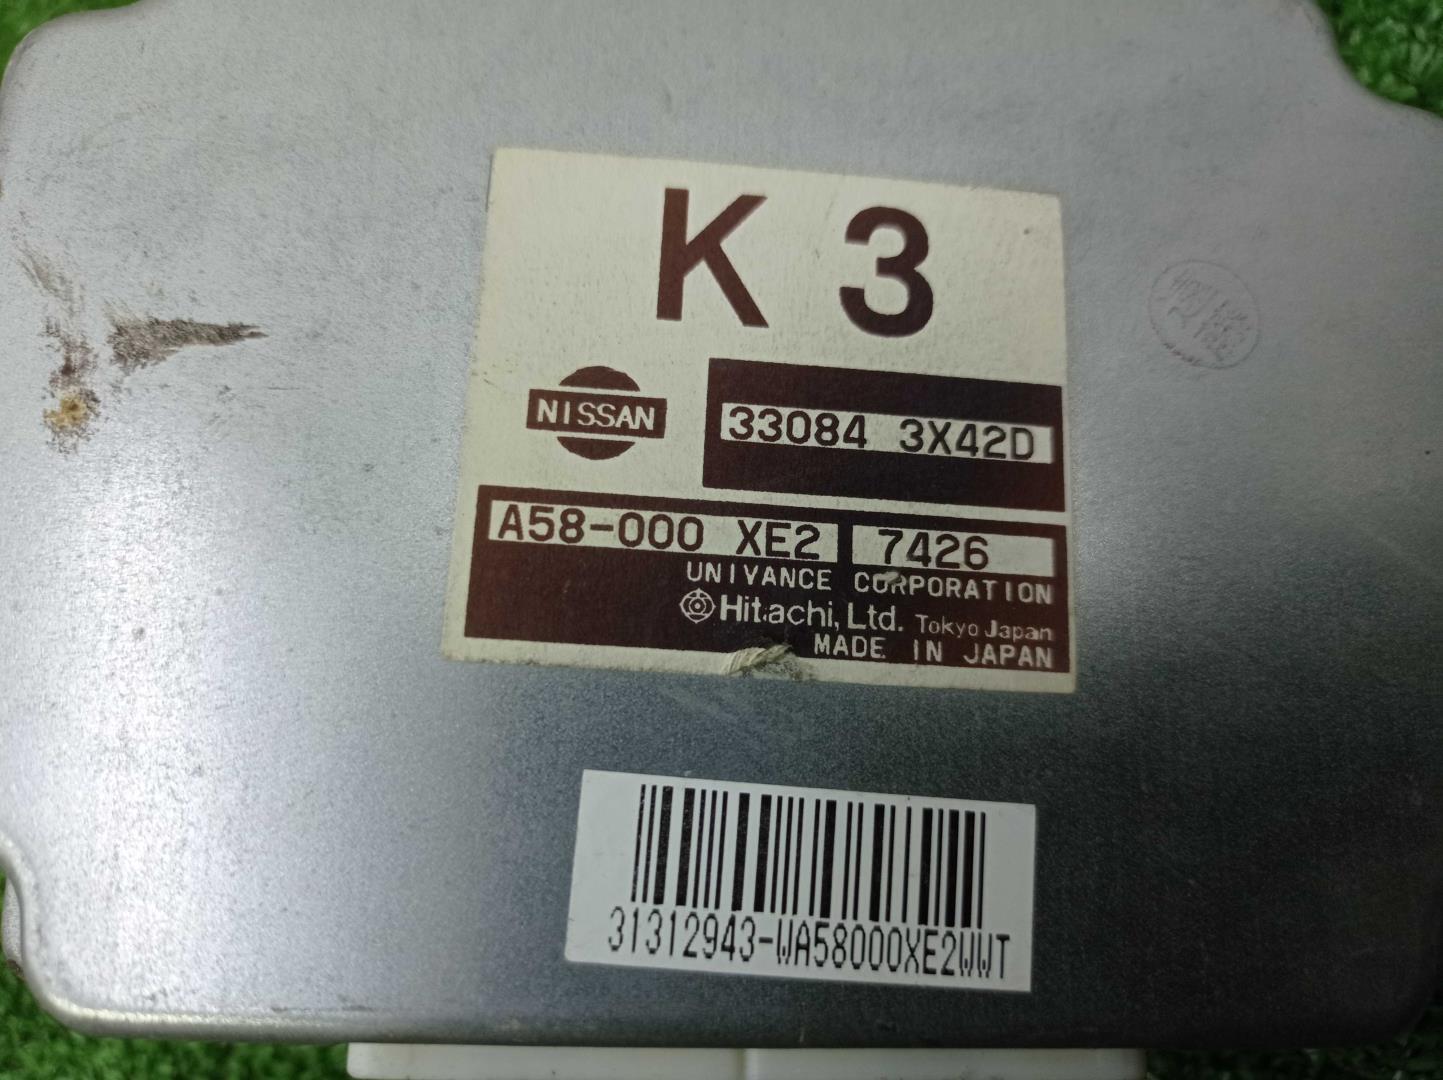 K 3
NISSAN
33084 3X42D
A58-000 XE2 7426
UNIVANCE CORPORATION
Hitachi, Ltd. Tokyo Japan
MADE IN JAPAN
31312943-WA58000XE2WWT